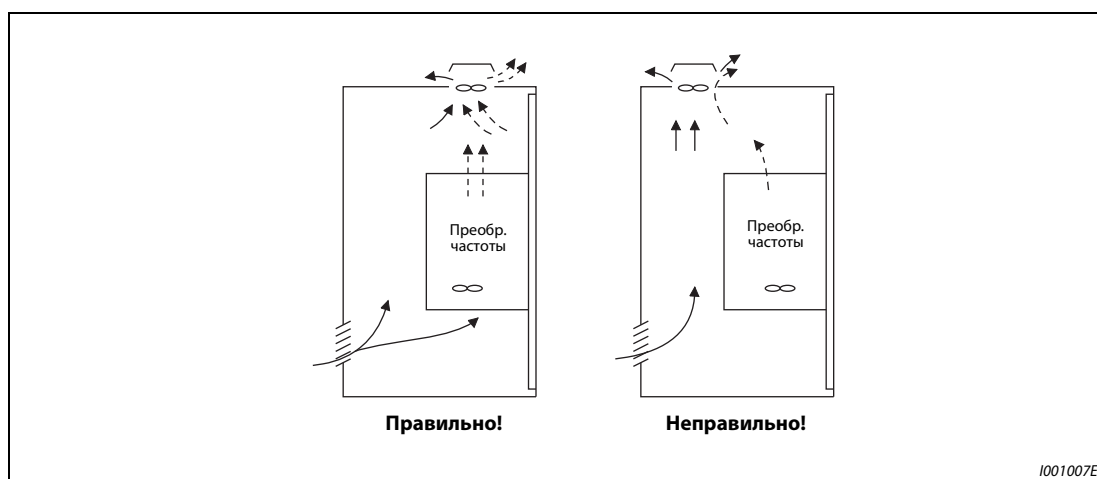 Преобр.
частоты
Преобр.
частоты
Правильно!
Неправильно!
I001007E